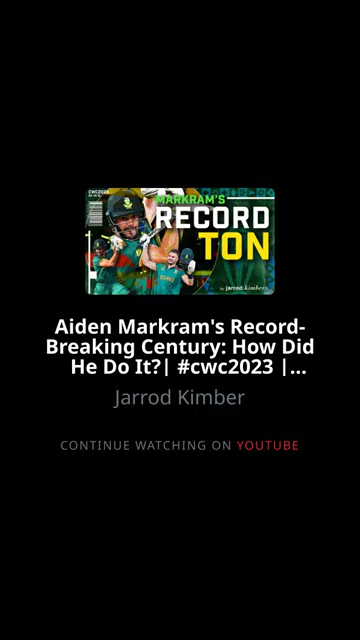 CWC2023
MARKRAM'S
RECORD
TON
by jarrod kimber
Aiden Markram's Record-
Breaking Century: How Did
He Do It?| #cwc2023 |...
Jarrod Kimber
CONTINUE WATCHING ON YOUTUBE